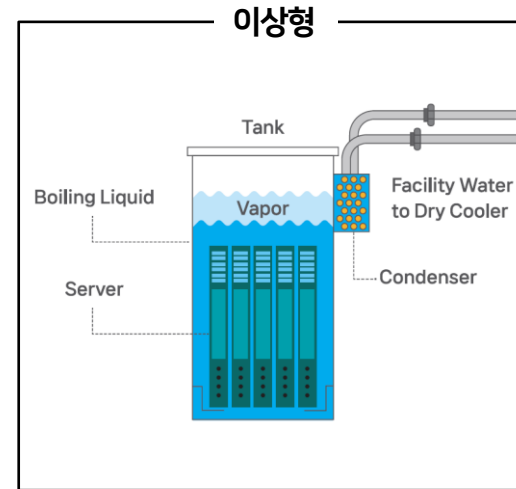 이상형
Tank
Boiling Liquid
Vapor
Facility Water
to Dry Cooler
Condenser
Server